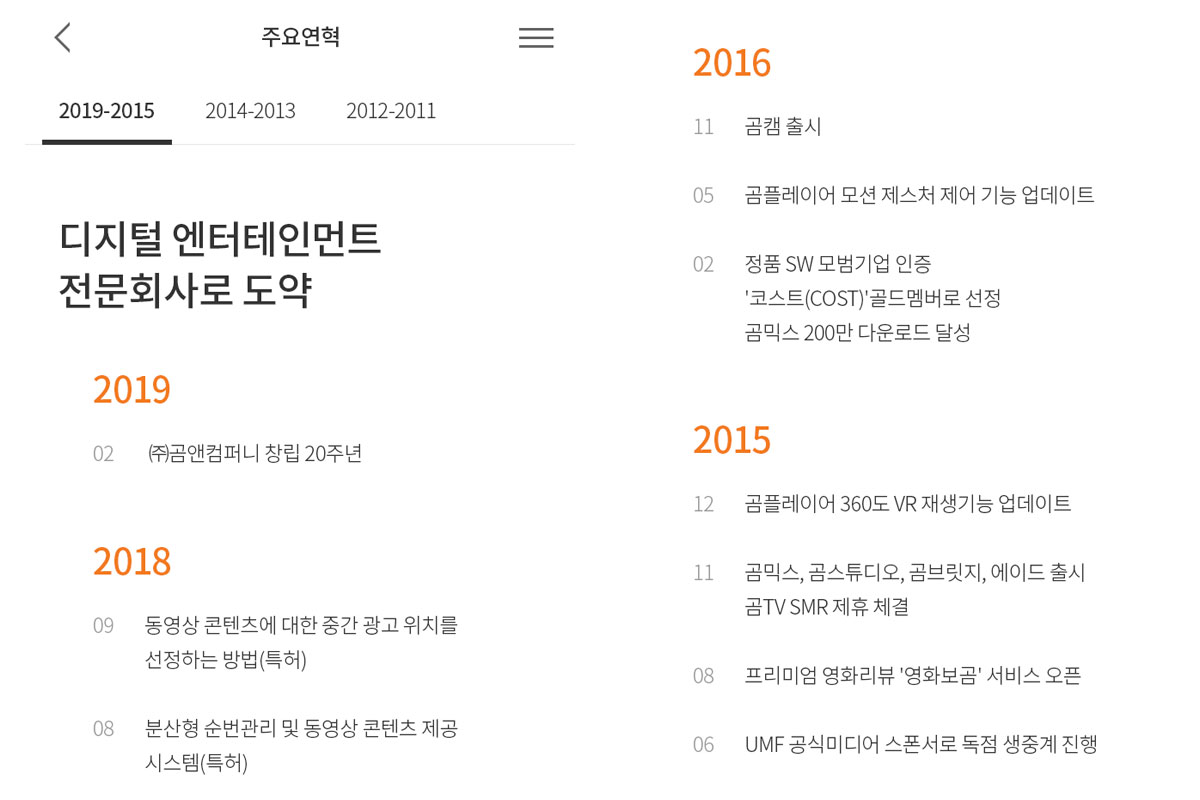 주요연혁
2019-2015 2014-2013 2012-2011
디지털 엔터테인먼트
전문회사로 도약
2019
02 ㈜곰앤컴퍼니 창립 20주년
2018
09 동영상 콘텐츠에 대한 중간 광고 위치를
선정하는 방법(특허)
08 분산형 순번관리 및 동영상 콘텐츠 제공
시스템(특허)
2016
11 곰캠 출시
05 곰플레이어 모션 제스처 제어 기능 업데이트
02 정품 SW 모범기업 인증
'코스트(COST)'골드멤버로 선정
곰믹스 200만 다운로드 달성
2015
12 곰플레이어 360도 VR 재생기능 업데이트
11 곰믹스, 곰스튜디오, 곰브릿지, 에이드 출시
곰TV SMR 제휴 체결
08 프리미엄 영화리뷰 '영화보곰' 서비스 오픈
06 UMF 공식미디어 스폰서로 독점 생중계 진행